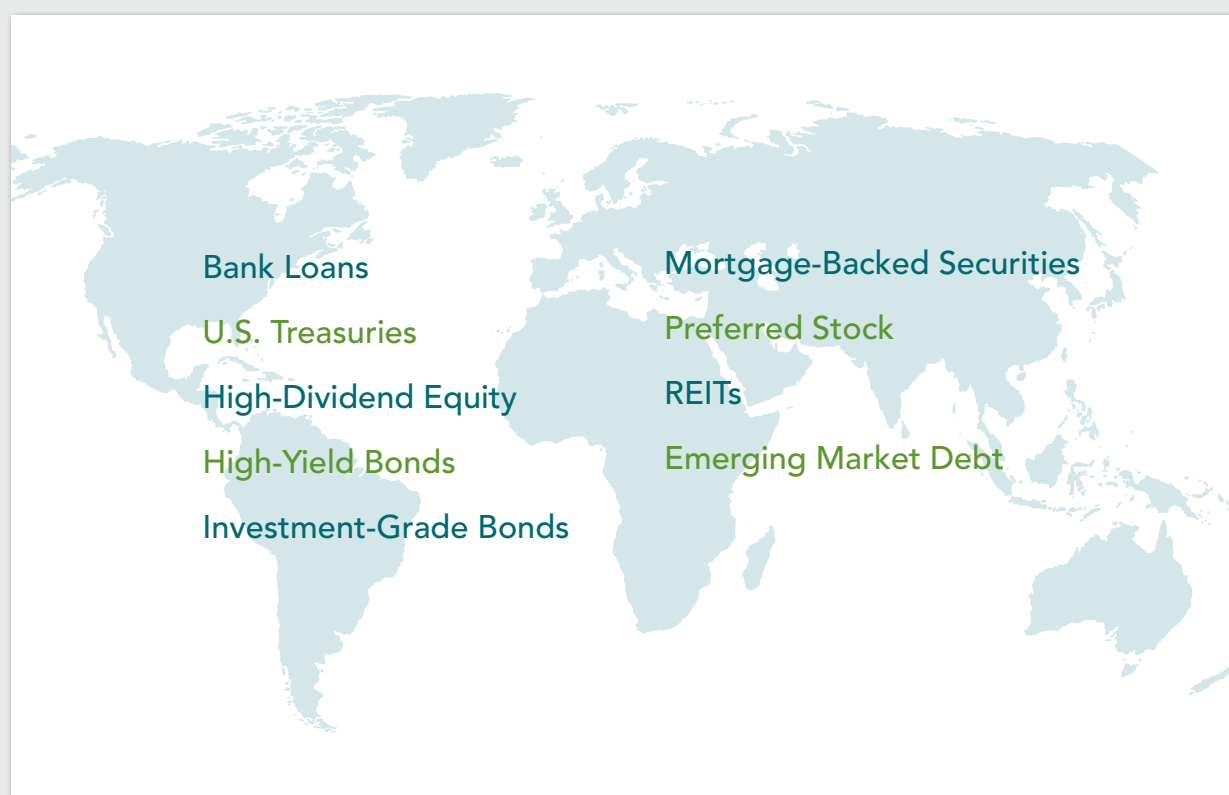 Bank Loans
U.S. Treasuries
High-Dividend Equity
High-Yield Bonds
Investment-Grade Bonds
Mortgage-Backed Securities
Preferred Stock
REITs
Emerging Market Debt